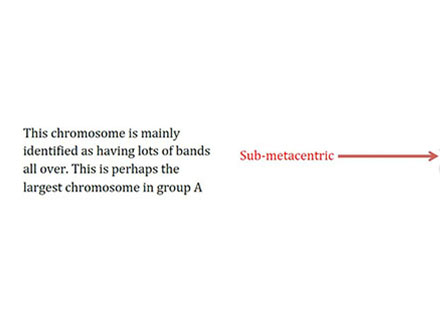 This chromosome is mainly
identified as having lots of bands
all over. This is perhaps the
largest chromosome in group A
Sub-metacentric